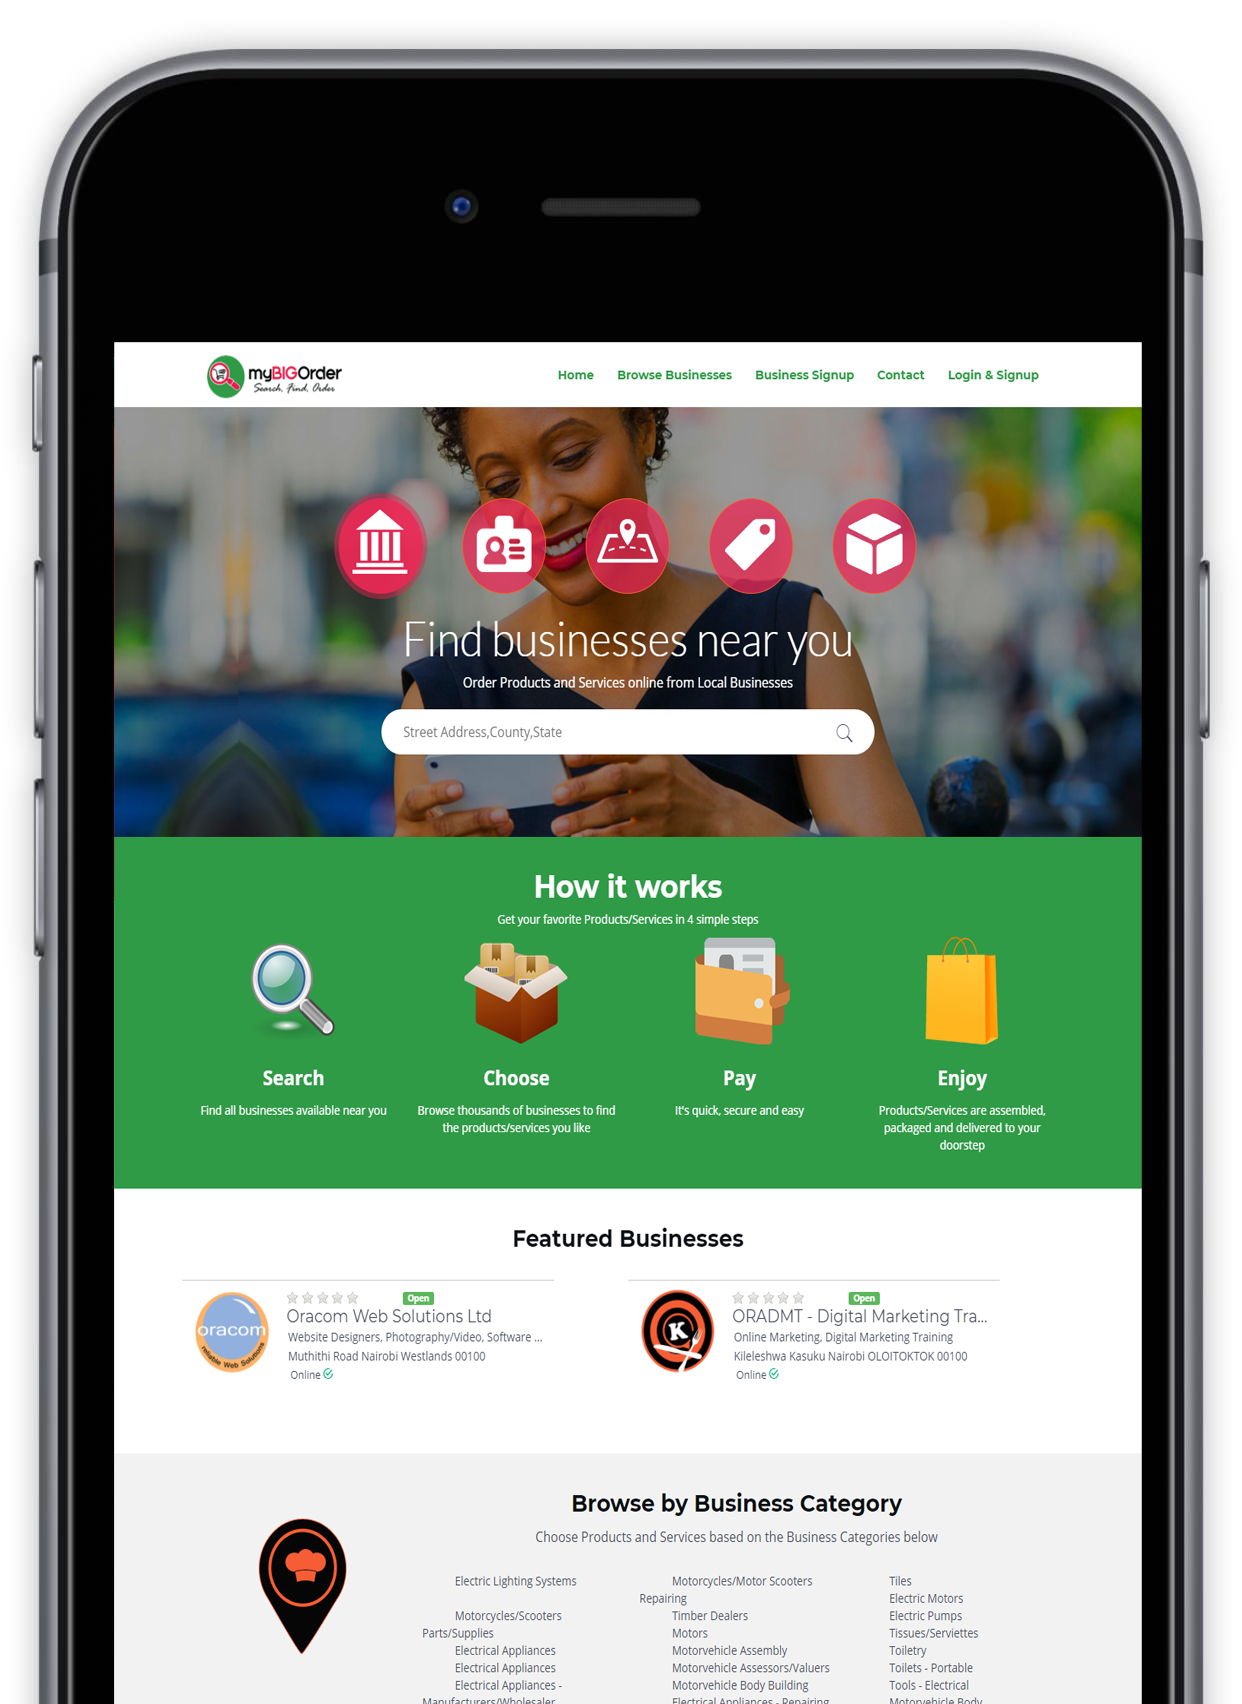 myBIGOrder
Search, Find, Order
Home Browse Businesses Business Signup Contact Login & Signup
Find businesses near you
Order Products and Services online from Local Businesses
Street Address,County,State
How it works
Get your favorite Products/Services in 4 simple steps
Search Choose Pay Enjoy
Find all businesses available near you
Browse thousands of businesses to find
the products/services you like
It's quick, secure and easy
Products/Services are assembled,
packaged and delivered to your
doorstep
Featured Businesses
oracom
reliable Web Solutions
Open
Oracom Web Solutions Ltd
Website Designers, Photography/Video, Software ...
Muthithi Road Nairobi Westlands 00100
Online
K
Open
ORADMT - Digital Marketing Tra...
Online Marketing, Digital Marketing Training
Kileleshwa Kasuku Nairobi OLOITOKTOK 00100
Online
Browse by Business Category
Choose Products and Services based on the Business Categories below
Electric Lighting Systems
Motorcycles/Scooters
Parts/Supplies
Electrical Appliances
Electrical Appliances
Electrical Appliances -
Manufacturers/Wholesaler
Motorcycles/Motor Scooters
Repairing
Timber Dealers
Motors
Motorvehicle Assembly
Motorvehicle Assessors/Valuers
Motorvehicle Body Building
Electrical Appliances - Repairing
Tiles
Electric Motors
Electric Pumps
Tissues/Serviettes
Toiletry
Toilets - Portable
Tools - Electrical
Motorvehicle Body